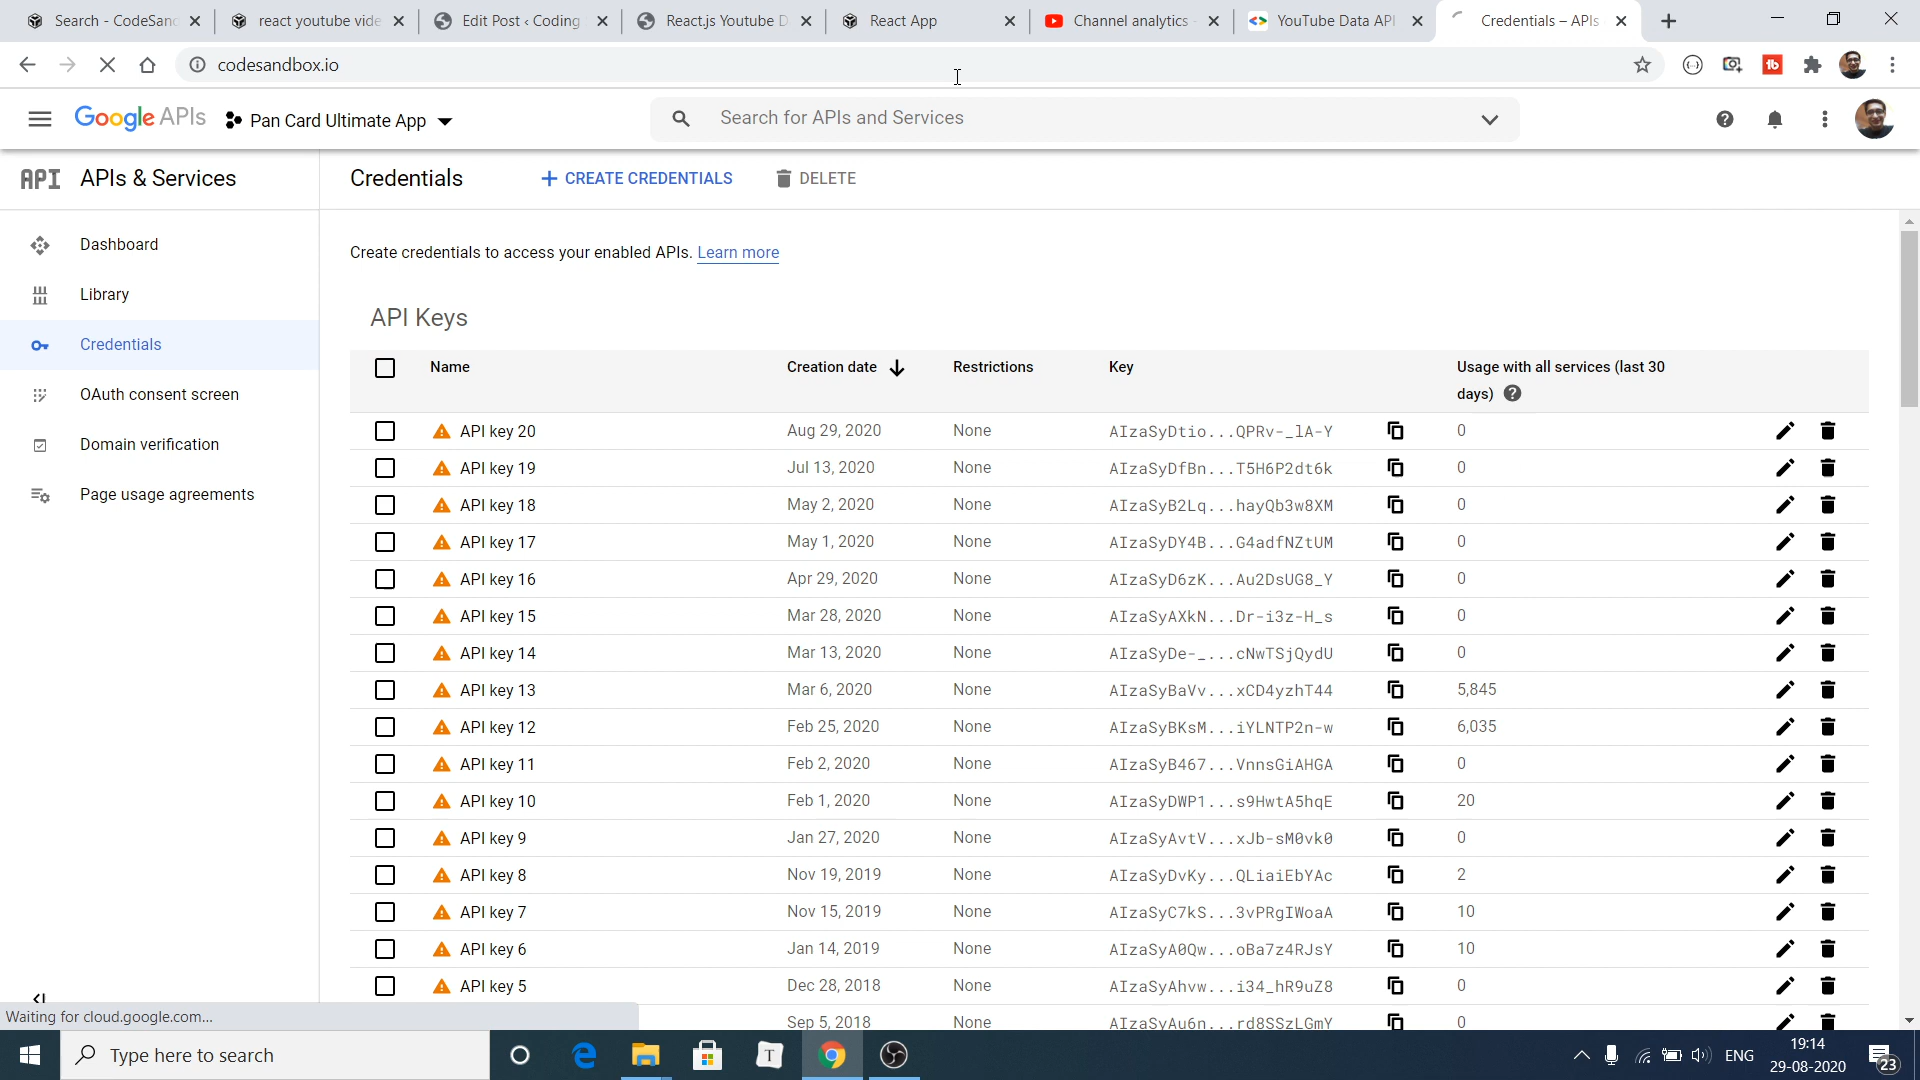 Search - CodeSand
react youtube vide
Edit Post ‹ Coding
React.js Youtube D
React App
Channel analytics -
YouTube Data API
Credentials – APIs
codesandbox.io
Google APIs
Pan Card Ultimate App
Search for APIs and Services
API APIs & Services
Credentials
CREATE CREDENTIALS
DELETE
Dashboard
Library
Credentials
OAuth consent screen
Domain verification
Page usage agreements
Create credentials to access your enabled APIs. Learn more
API Keys
Name Creation date Restrictions Key Usage with all services (last 30
days)
API key 20 Aug 29, 2020 None AIzaSyDtio...QPRv-_lA-Y 0
API key 19 Jul 13, 2020 None AIzaSyDfBn...T5H6P2dt6k 0
API key 18 May 2, 2020 None AIzaSyB2Lq...hayQb3w8XM 0
API key 17 May 1, 2020 None AIzaSyDY4B...G4adfNZtUM 0
API key 16 Apr 29, 2020 None AIzaSyD6zK...Au2DsUG8_Y 0
API key 15 Mar 28, 2020 None AIzaSyAXkN...Dr-i3z-H_s 0
API key 14 Mar 13, 2020 None AIzaSyDe-_...cNwTSjQydU 0
API key 13 Mar 6, 2020 None AIzaSyBaVv...xCD4yzhT44 5,845
API key 12 Feb 25, 2020 None AIzaSyBKsM...iYLNTP2n-w 6,035
API key 11 Feb 2, 2020 None AIzaSyB467...VnnsGiAHGA 0
API key 10 Feb 1, 2020 None AIzaSyDWP1...s9HwtA5hqE 20
API key 9 Jan 27, 2020 None AIzaSyAvtV...xJb-sM0vk0 0
API key 8 Nov 19, 2019 None AIzaSyDvKy...QLiaiEbYAc 2
API key 7 Nov 15, 2019 None AIzaSyC7kS...3vPRgIWoaA 10
API key 6 Jan 14, 2019 None AIzaSyA0Qw...oBa7z4RJsY 10
API key 5 Dec 28, 2018 None AIzaSyAhvw...i34_hR9uZ8 0
Sep 5, 2018 None AIzaSyAu6n...rd8SSzLGmY 0
Waiting for cloud.google.com...
Type here to search
ENG
19:14
29-08-2020
23